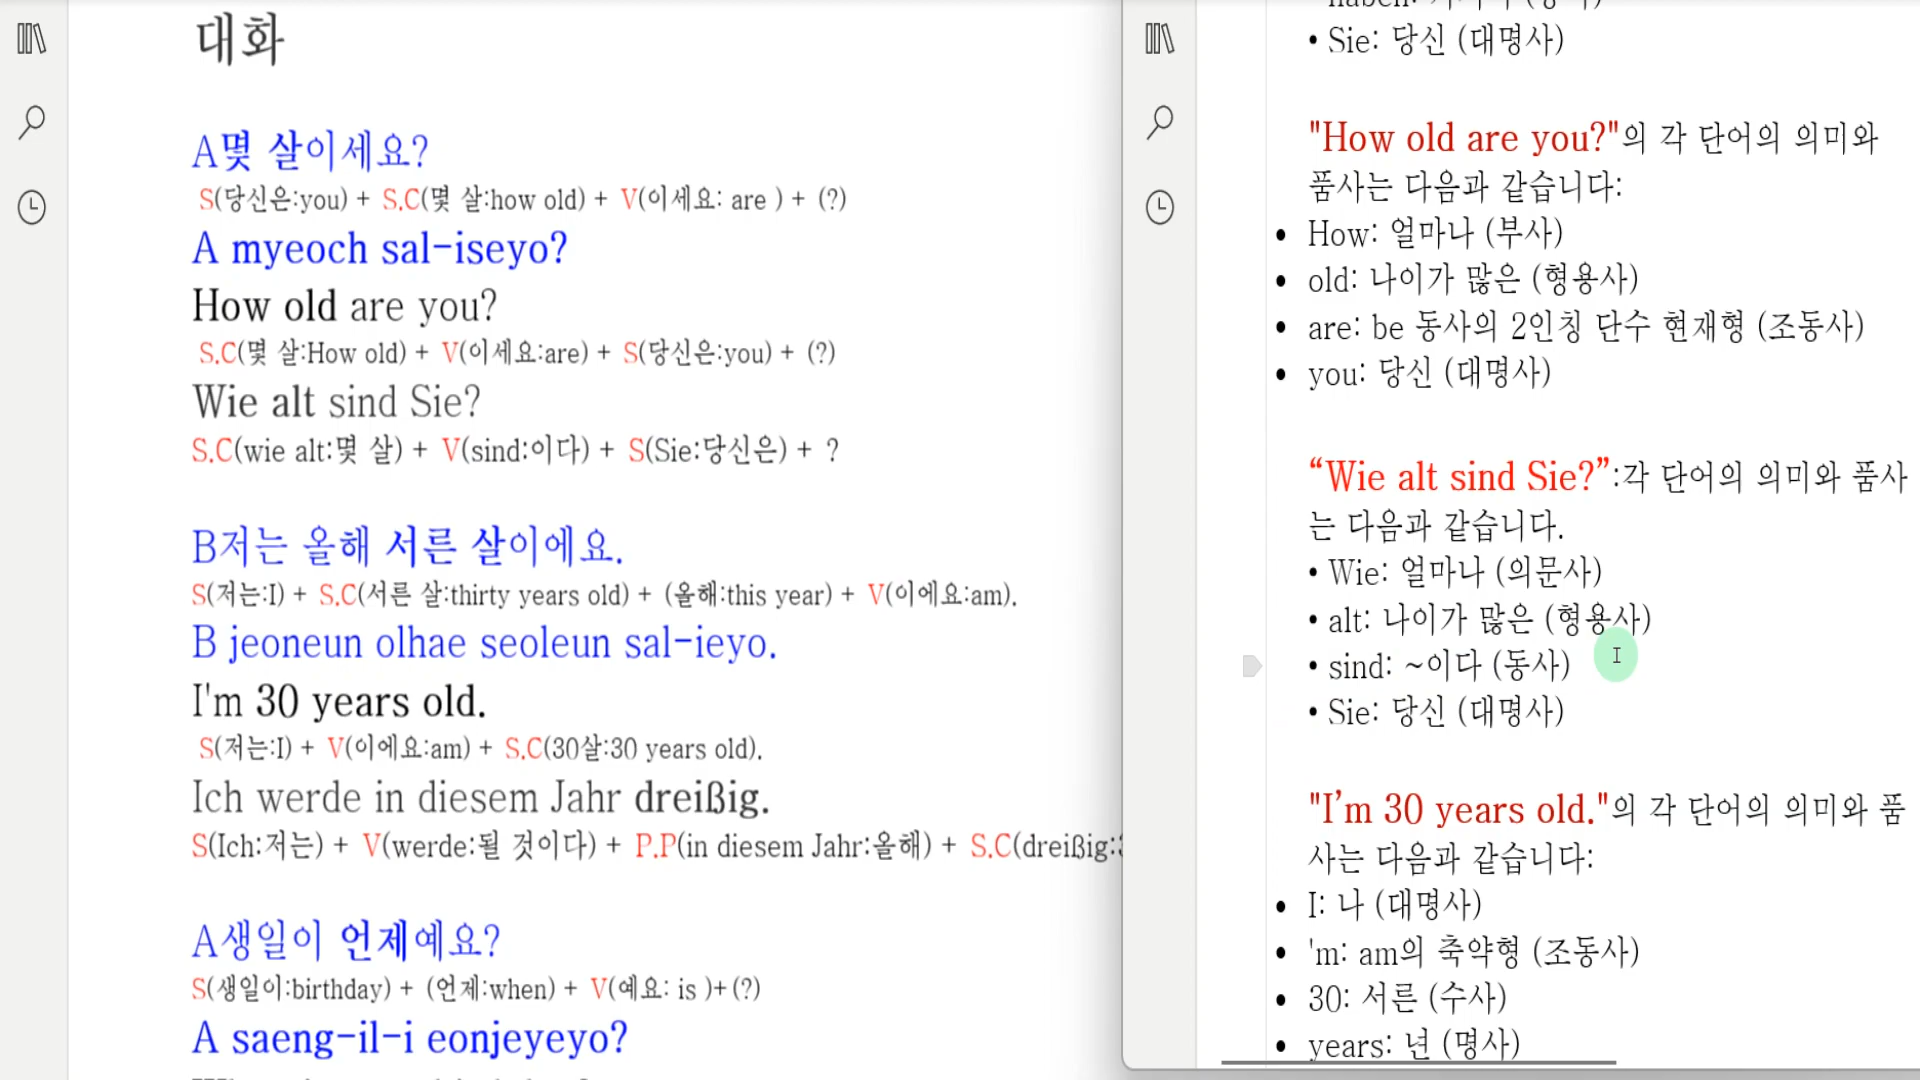 대화
A몇 살이세요?
S(당신은:you) + S.C(몇 살:how old) + V(이세요: are ) + (?)
A myeoch sal-iseyo?
How old are you?
S.C(몇 살:How old) + V(이세요:are) + S(당신은:you) + (?)
Wie alt sind Sie?
S.C(wie alt:몇 살) + V(sind:이다) + S(Sie:당신은) + ?
B저는 올해 서른 살이에요.
S(저는:I) + S.C(서른 살:thirty years old) + (올해:this year) + V(이에요:am).
B jeoneun olhae seoleun sal-ieyo.
I'm 30 years old.
S(저는:I) + V(이에요:am) + S.C(30살:30 years old).
Ich werde in diesem Jahr dreißig.
S(Ich:저는) + V(werde:될 것이다) + P.P(in diesem Jahr:올해) + S.C(dreißig:
A생일이 언제예요?
S(생일이:birthday) + (언제:when) + V(예요: is )+(?)
A saeng-il-i eonjeyeyo?
• Sie: 당신 (대명사)
"How old are you?"의 각 단어의 의미와
품사는 다음과 같습니다:
• How: 얼마나 (부사)
• old: 나이가 많은 (형용사)
• are: be 동사의 2인칭 단수 현재형 (조동사)
• you: 당신 (대명사)
“Wie alt sind Sie?”:각 단어의 의미와 품사
는 다음과 같습니다.
• Wie: 얼마나 (의문사)
• alt: 나이가 많은 (형용사)
• sind: ~이다 (동사)
• Sie: 당신 (대명사)
"I’m 30 years old."의 각 단어의 의미와 품
사는 다음과 같습니다:
• I: 나 (대명사)
• 'm: am의 축약형 (조동사)
• 30: 서른 (수사)
• years: 년 (명사)